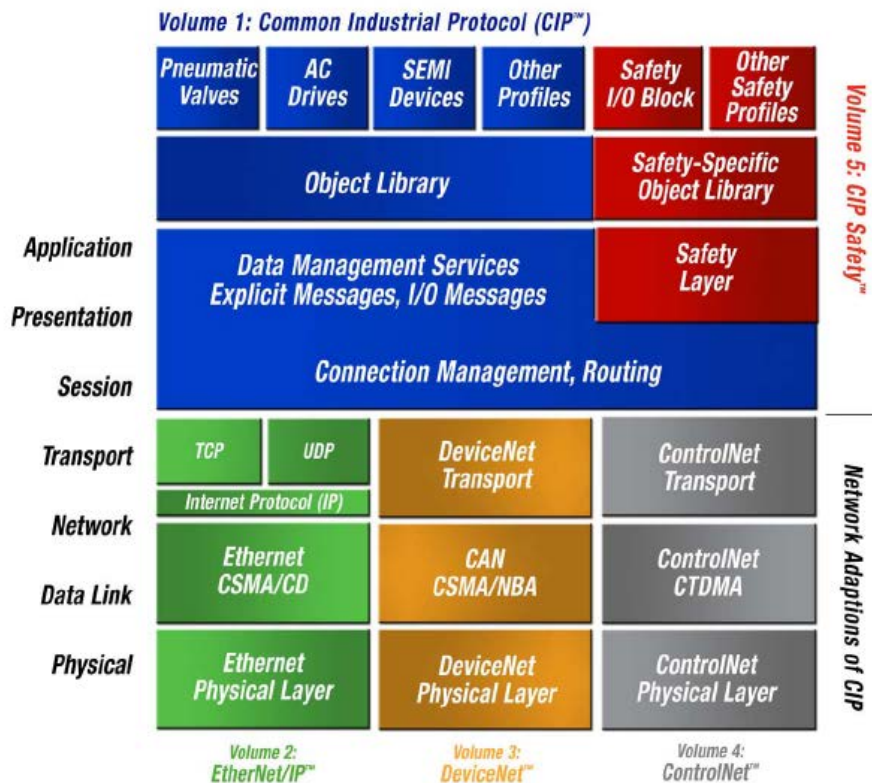 Volume 1: Common Industrial Protocol (CIP™)
Pneumatic
Valves
AC
Drives
SEMI
Devices
Other
Profiles
Safety
I/O Block
Other
Safety
Profiles
Object Library
Safety-Specific
Object Library
Volume 5: CIP Safety™
Application
Presentation
Session
Data Management Services
Explicit Messages, I/O Messages
Safety
Layer
Connection Management, Routing
Transport
Network
Data Link
Physical
TCP
UDP
Internet Protocol (IP)
DeviceNet
Transport
ControlNet
Transport
Ethernet
CSMA/CD
CAN
CSMA/NBA
ControlNet
CTDMA
Ethernet
Physical Layer
DeviceNet
Physical Layer
ControlNet
Physical Layer
Network Adaptions of CIP
Volume 2:
EtherNet/IP™
Volume 3:
DeviceNet™
Volume 4:
ControlNet™